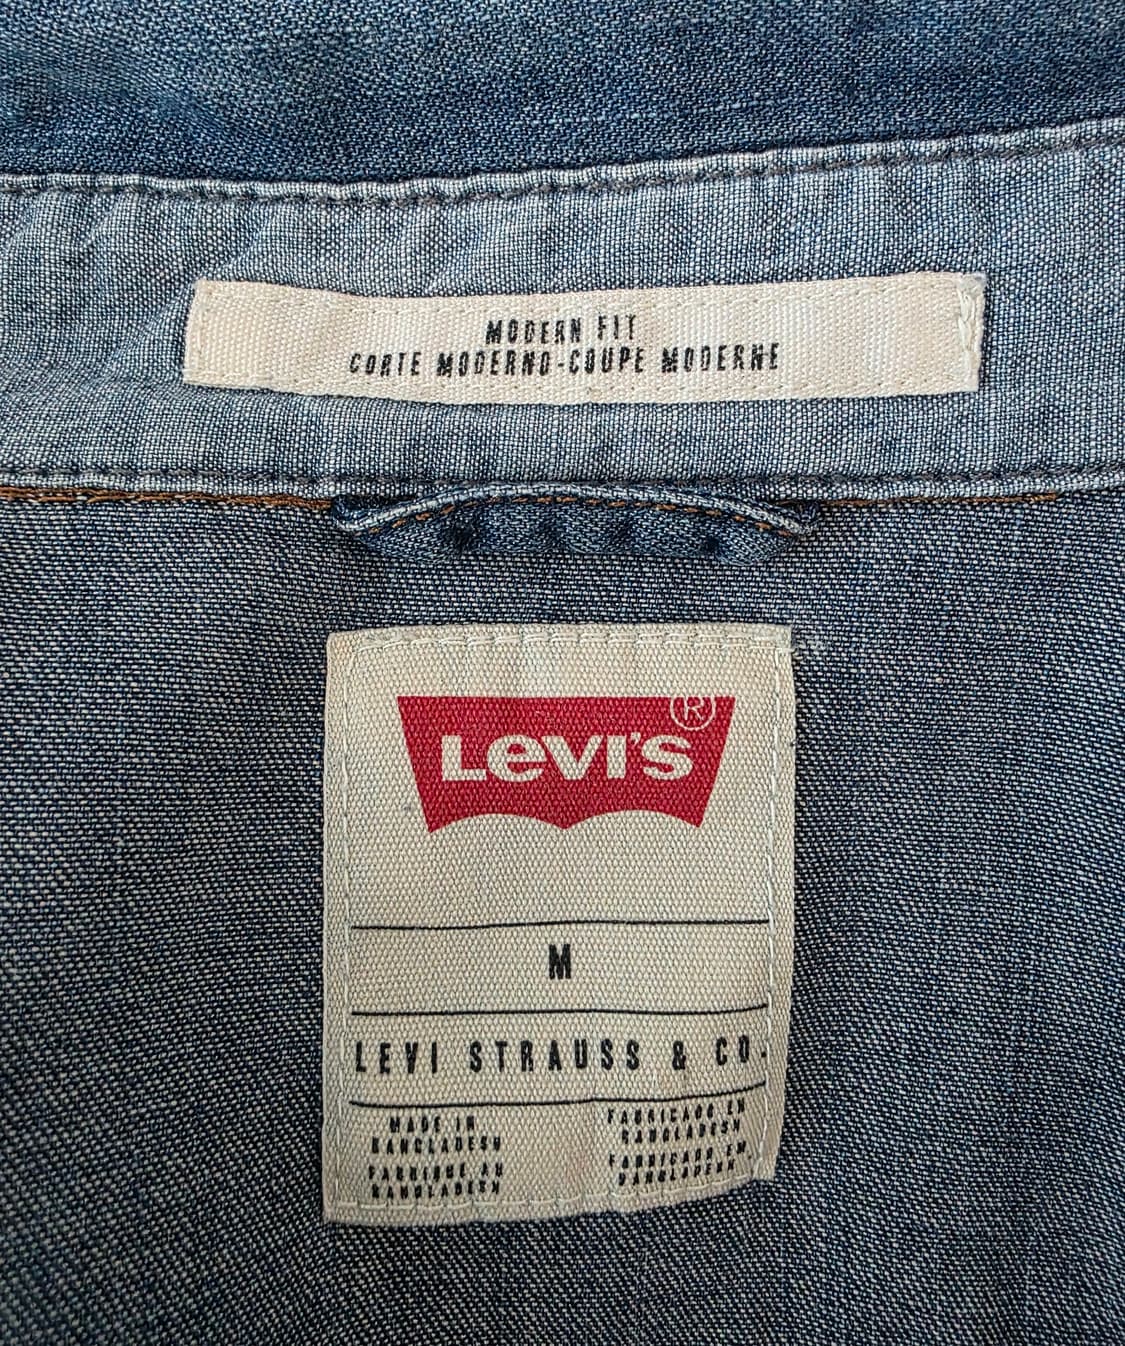 MODERN FIT
CORTE MODERNO-COUPE MODERNE
LEVI'S®
M
LEVI STRAUSS & CO.
MADE IN
BANGLADESH
FABRIQUE AU
BANGLADESH
FABRICADO EN
BANGLADESH
FABRICADO EM
BANGLADESH